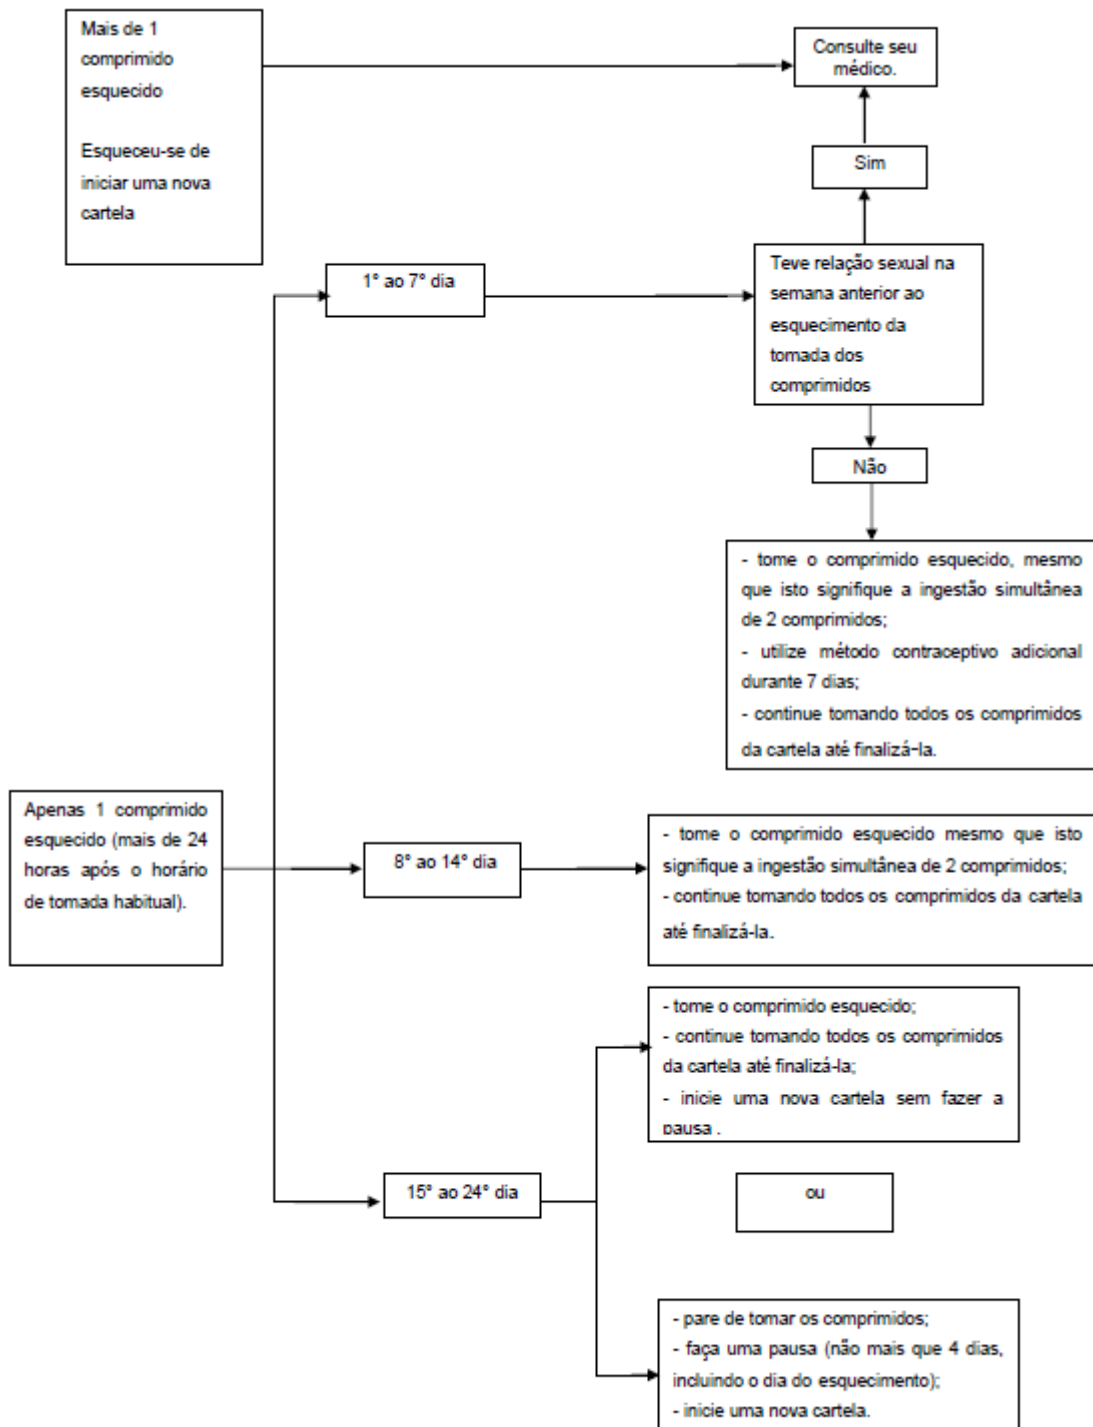 Mais de 1
comprimido
esquecido
Esqueceu-se de
iniciar uma nova
cartela
Consulte seu
médico.
Sim
1° ao 7° dia
Teve relação sexual na
semana anterior ao
esquecimento da
tomada dos
comprimidos
Não
- tome o comprimido esquecido, mesmo
que isto signifique a ingestão simultânea
de 2 comprimidos;
- utilize método contraceptivo adicional
durante 7 dias;
- continue tomando todos os comprimidos
da cartela até finalizá-la.
Apenas 1 comprimido
esquecido (mais de 24
horas após o horário
de tomada habitual).
8° ao 14° dia
- tome o comprimido esquecido mesmo que isto
signifique a ingestão simultânea de 2 comprimidos;
- continue tomando todos os comprimidos da cartela
até finalizá-la.
- tome o comprimido esquecido;
- continue tomando todos os comprimidos
da cartela até finalizá-la;
- inicie uma nova cartela sem fazer a
pausa .
15° ao 24° dia
ou
- pare de tomar os comprimidos;
- faça uma pausa (não mais que 4 dias,
incluindo o dia do esquecimento);
- inicie uma nova cartela.